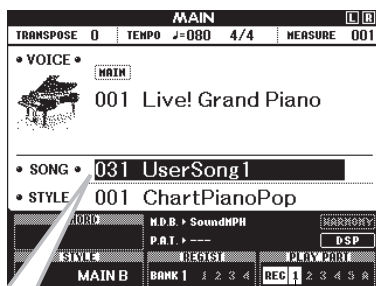 MAIN L R
TRANSPOSE 0 TEMPO ♩=080 4/4 MEASURE 001
• VOICE •
MAIN
001 Live! Grand Piano
• SONG • 031 UserSong1
• STYLE 001 ChartPianoPop
M.D.B. ▸ SoundMPH HARMONY
P.A.T. ▸ --- DSP
STYLE REGIST PLAY PART
MAIN B BANK 1 1 2 3 4 REC 1 2 3 4 5 A